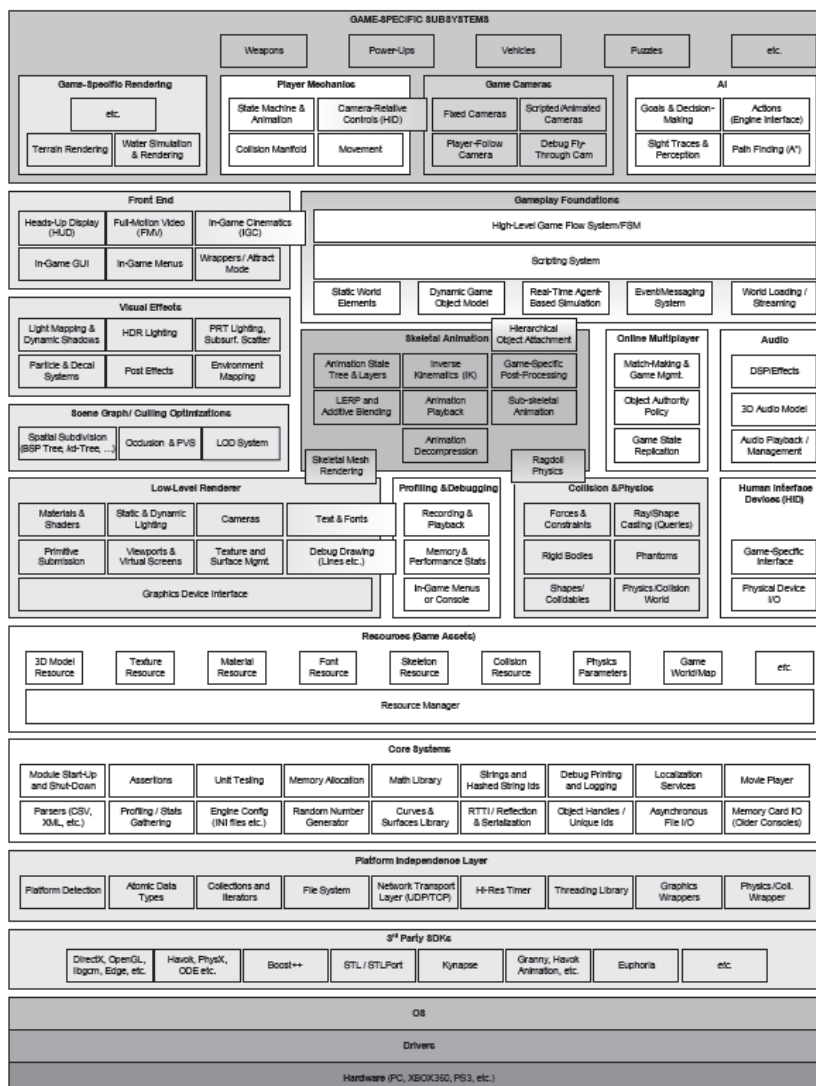 GAME-SPECIFIC SUBSYSTEMS
Weapons
Power-Ups
Vehicles
Puzzles
etc.
Game-Specific Rendering
etc.
Terrain Rendering
Water Simulation
& Rendering
Player Mechanics
State Machine &
Animation
Camera-Relative
Controls (HID)
Collision Manifold
Movement
Game Cameras
Fixed Cameras
Scripted/Animated
Cameras
Player-Follow
Camera
Debug Fly-
Through Cam
AI
Goals & Decision-
Making
Actions
(Engine Interface)
Sight Traces &
Perception
Path Finding (A*)
Front End
Heads-Up Display
(HUD)
Full-Motion Video
(FMV)
In-Game Cinematics
(IGC)
In-Game GUI
In-Game Menus
Wrappers / Attract
Mode
Gameplay Foundations
High-Level Game Flow System/FSM
Scripting System
Static World
Elements
Dynamic Game
Object Model
Real-Time Agent-
Based Simulation
Event/Messaging
System
World Loading /
Streaming
Visual Effects
Light Mapping &
Dynamic Shadows
HDR Lighting
PRT Lighting,
Subsurf. Scatter
Particle & Decal
Systems
Post Effects
Environment
Mapping
Skeletal Animation
Hierarchical
Object Attachment
Animation State
Tree & Layers
Inverse
Kinematics (IK)
Game-Specific
Post-Processing
LERP and
Additive Blending
Animation
Playback
Sub-skeletal
Animation
Animation
Decompression
Skeletal Mesh
Rendering
Ragdoll
Physics
Online Multiplayer
Match-Making &
Game Mgmt.
Object Authority
Policy
Game State
Replication
Audio
DSP/Effects
3D Audio Model
Audio Playback /
Management
Scene Graph/ Culling Optimizations
Spatial Subdivision
(BSP Tree, kd-Tree, …)
Occlusion & PVS
LOD System
Low-Level Renderer
Materials &
Shaders
Static & Dynamic
Lighting
Cameras
Text & Fonts
Primitive
Submission
Viewports &
Virtual Screens
Texture and
Surface Mgmt.
Debug Drawing
(Lines etc.)
Graphics Device Interface
Profiling & Debugging
Recording &
Playback
Memory &
Performance Stats
In-Game Menus
or Console
Collision & Physics
Forces &
Constraints
Ray/Shape
Casting (Queries)
Rigid Bodies
Phantoms
Shapes/
Collidables
Physics/Collision
World
Human Interface
Devices (HID)
Game-Specific
Interface
Physical Device
I/O
Resources (Game Assets)
3D Model
Resource
Texture
Resource
Material
Resource
Font
Resource
Skeleton
Resource
Collision
Resource
Physics
Parameters
Game
World/Map
etc.
Resource Manager
Core Systems
Module Start-Up
and Shut-Down
Assertions
Unit Testing
Memory Allocation
Math Library
Strings and
Hashed String Ids
Debug Printing
and Logging
Localization
Services
Movie Player
Parsers (CSV,
XML, etc.)
Profiling / Stats
Gathering
Engine Config
(INI files etc.)
Random Number
Generator
Curves &
Surfaces Library
RTTI / Reflection
& Serialization
Object Handles /
Unique Ids
Asynchronous
File I/O
Memory Card I/O
(Older Consoles)
Platform Independence Layer
Platform Detection
Atomic Data
Types
Collections and
Iterators
File System
Network Transport
Layer (UDP/TCP)
Hi-Res Timer
Threading Library
Graphics
Wrappers
Physics/Coll.
Wrapper
3rd Party SDKs
DirectX, OpenGL,
libgcm, Edge, etc.
Havok, PhysX,
ODE etc.
Boost++
STL / STLPort
Kynapse
Granny, Havok
Animation, etc.
Euphoria
etc.
OS
Drivers
Hardware (PC, XBOX360, PS3, etc.)